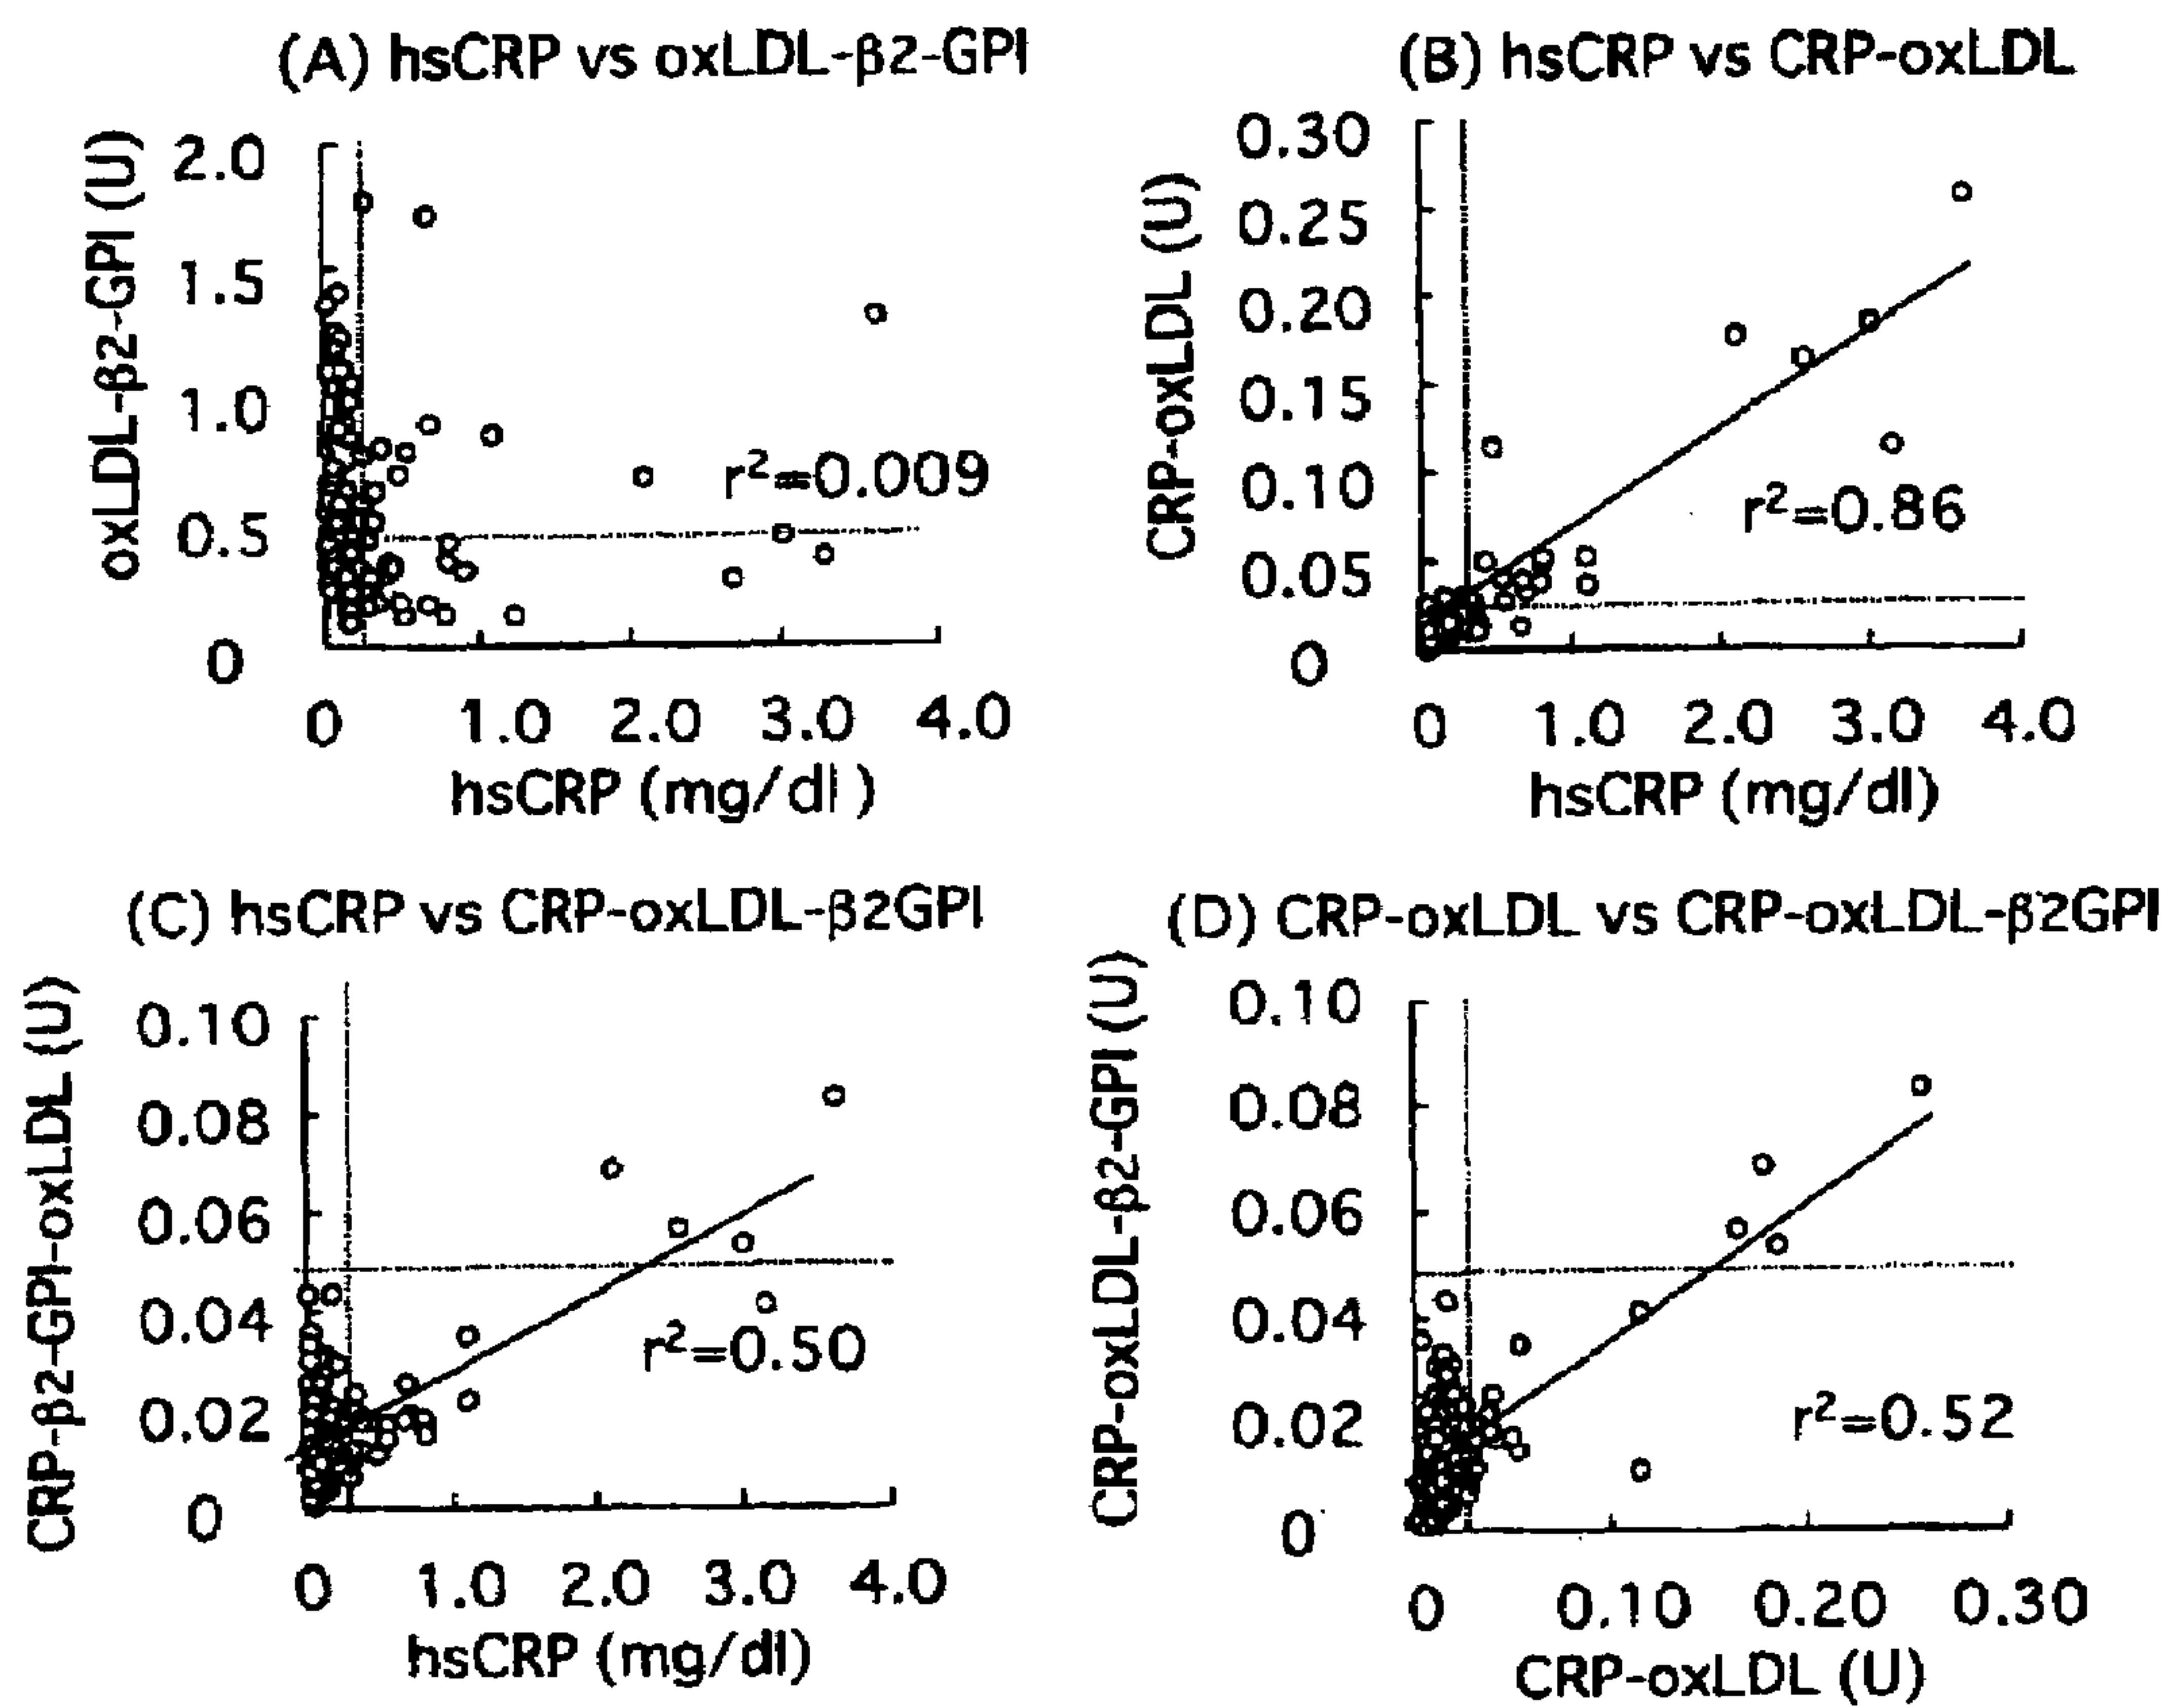 (A) hsCRP vs oxLDL-β2-GPI
oxLDL-β2-GPI (U)
2.0
1.5
1.0
0.5
0
r²=0.009
0 1.0 2.0 3.0 4.0
hsCRP (mg/dl)
(B) hsCRP vs CRP-oxLDL
CRP-oxLDL (U)
0.30
0.25
0.20
0.15
0.10
0.05
0
r²=0.86
0 1.0 2.0 3.0 4.0
hsCRP (mg/dl)
(C) hsCRP vs CRP-oxLDL-β2GPI
CRP-β2-GPI-oxLDL (U)
0.10
0.08
0.06
0.04
0.02
0
r²=0.50
0 1.0 2.0 3.0 4.0
hsCRP (mg/dl)
(D) CRP-oxLDL vs CRP-oxLDL-β2GPI
CRP-oxLDL-β2-GPI (U)
0.10
0.08
0.06
0.04
0.02
0
r²=0.52
0 0.10 0.20 0.30
CRP-oxLDL (U)